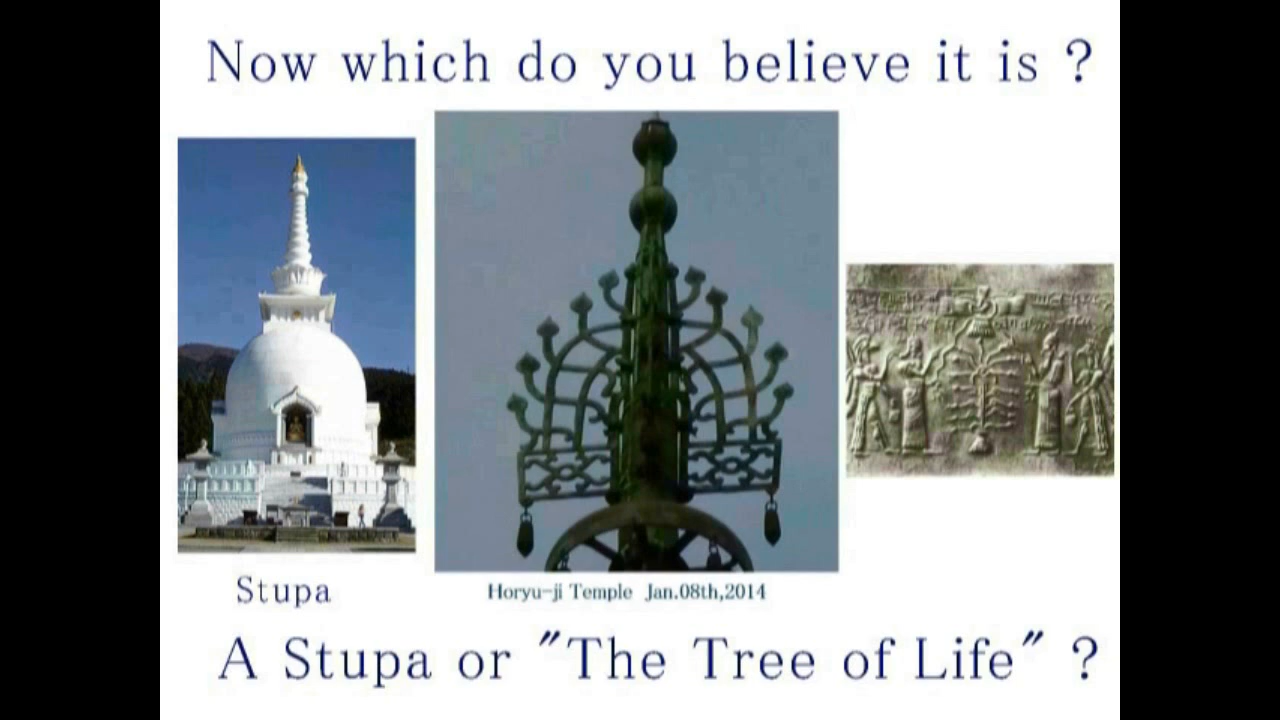 Now which do you believe it is ?
Stupa
Horyu-ji Temple Jan.08th,2014
A Stupa or "The Tree of Life" ?